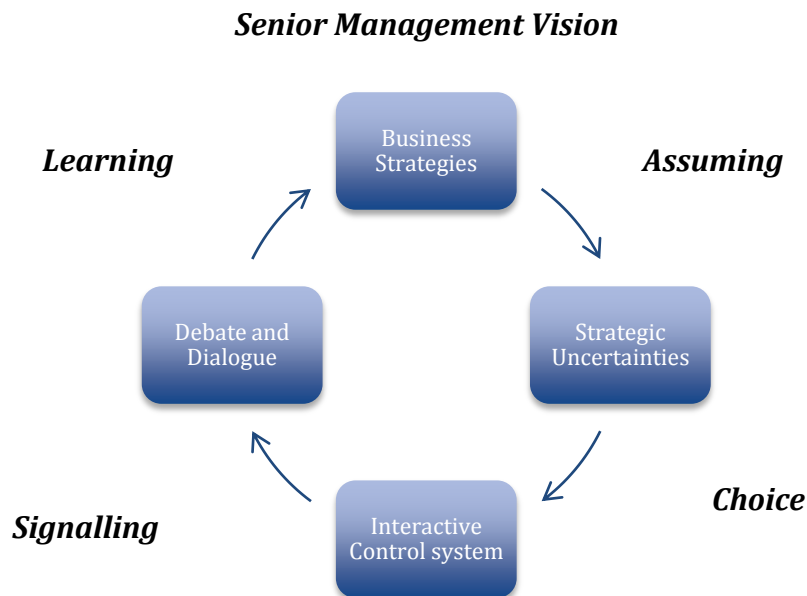 Senior Management Vision
Business
Strategies
Learning
Assuming
Debate and
Dialogue
Strategic
Uncertainties
Choice
Signalling
Interactive
Control system